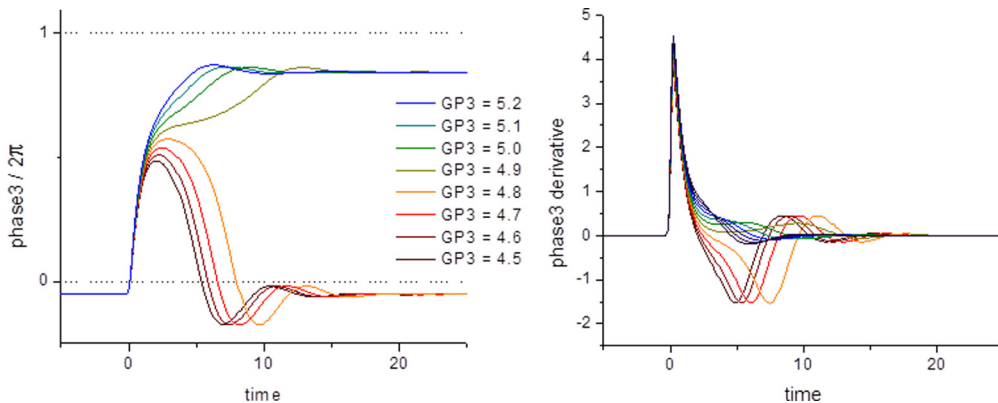 1
0
phase3 / 2π
0
10
20
time
GP3 = 5.2
GP3 = 5.1
GP3 = 5.0
GP3 = 4.9
GP3 = 4.8
GP3 = 4.7
GP3 = 4.6
GP3 = 4.5
5
4
3
2
1
0
-1
-2
phase3 derivative
0
10
20
time